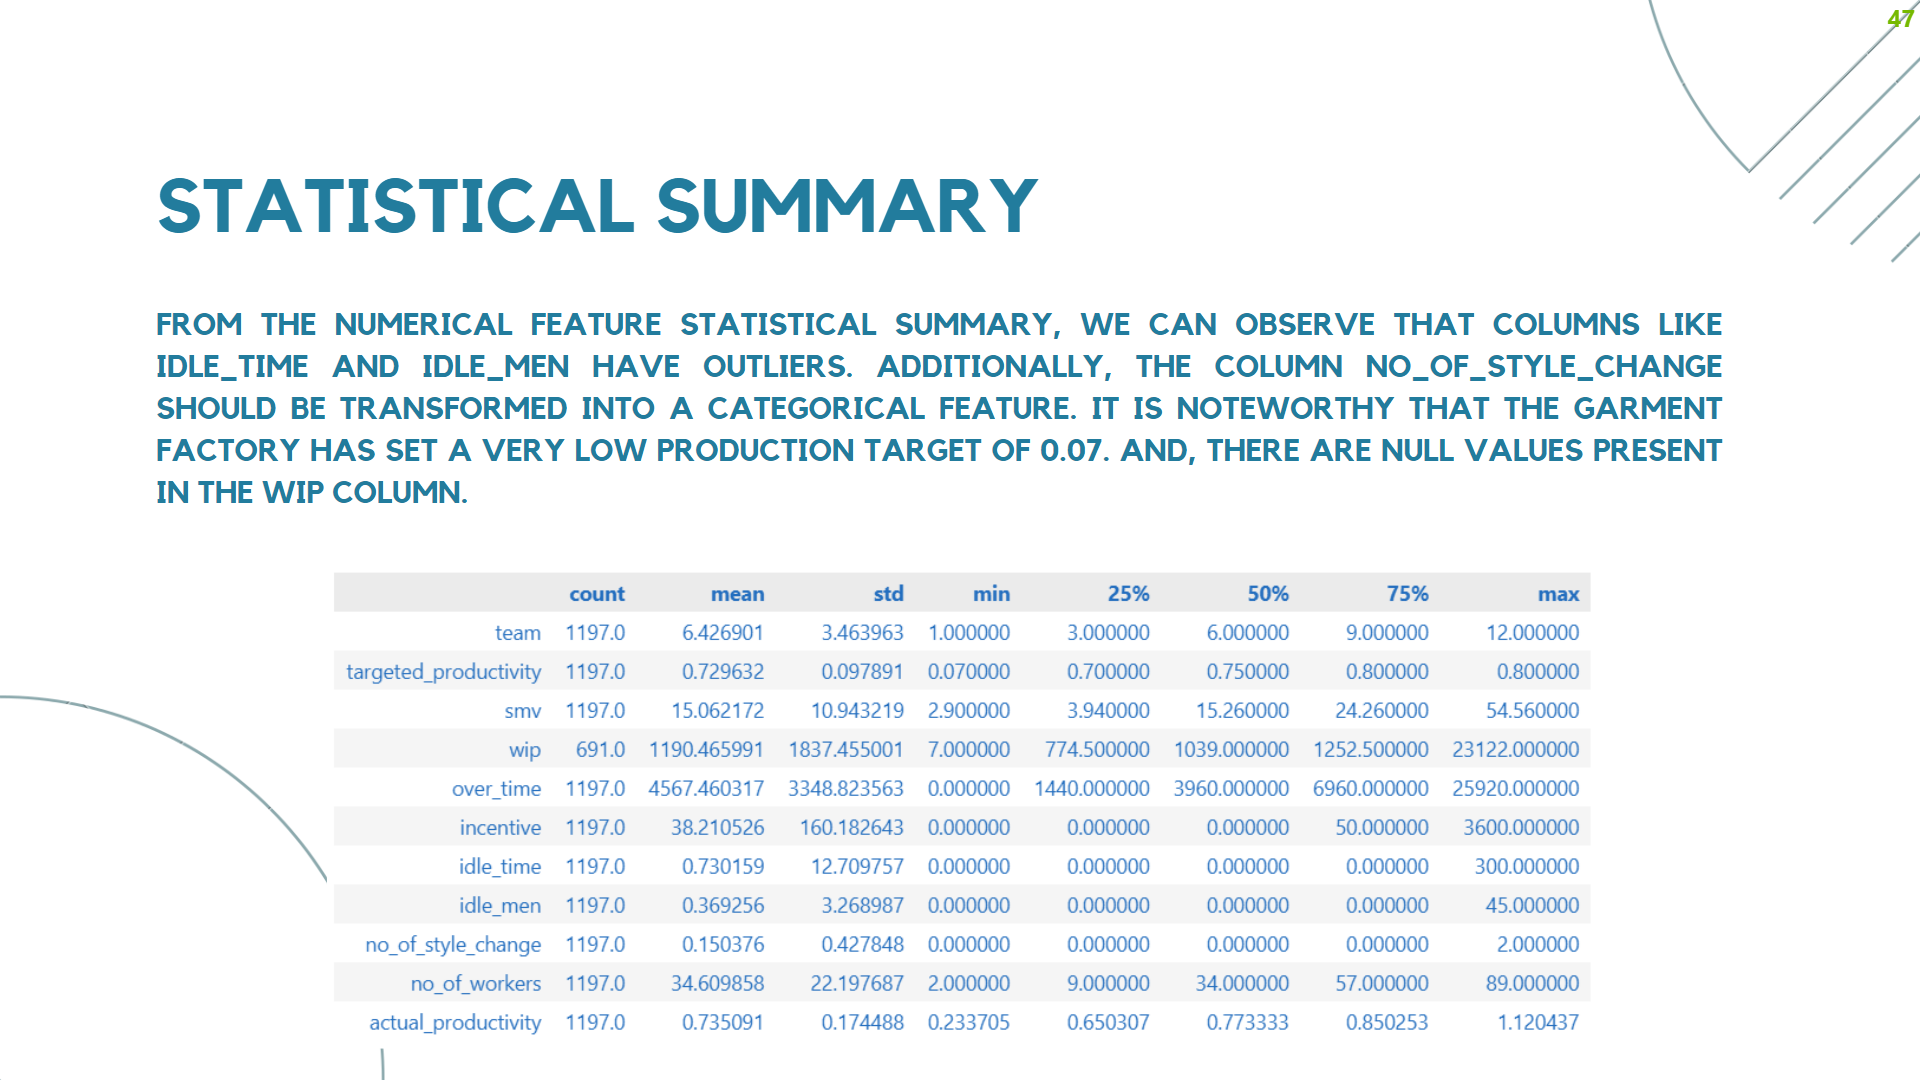 47
STATISTICAL SUMMARY
FROM THE NUMERICAL FEATURE STATISTICAL SUMMARY, WE CAN OBSERVE THAT COLUMNS LIKE
IDLE_TIME AND IDLE_MEN HAVE OUTLIERS. ADDITIONALLY, THE COLUMN NO_OF_STYLE_CHANGE
SHOULD BE TRANSFORMED INTO A CATEGORICAL FEATURE. IT IS NOTEWORTHY THAT THE GARMENT
FACTORY HAS SET A VERY LOW PRODUCTION TARGET OF 0.07. AND, THERE ARE NULL VALUES PRESENT
IN THE WIP COLUMN.
count mean std min 25% 50% 75% max
team 1197.0 6.426901 3.463963 1.000000 3.000000 6.000000 9.000000 12.000000
targeted_productivity 1197.0 0.729632 0.097891 0.070000 0.700000 0.750000 0.800000 0.800000
smv 1197.0 15.062172 10.943219 2.900000 3.940000 15.260000 24.260000 54.560000
wip 691.0 1190.465991 1837.455001 7.000000 774.500000 1039.000000 1252.500000 23122.000000
over_time 1197.0 4567.460317 3348.823563 0.000000 1440.000000 3960.000000 6960.000000 25920.000000
incentive 1197.0 38.210526 160.182643 0.000000 0.000000 0.000000 50.000000 3600.000000
idle_time 1197.0 0.730159 12.709757 0.000000 0.000000 0.000000 0.000000 300.000000
idle_men 1197.0 0.369256 3.268987 0.000000 0.000000 0.000000 0.000000 45.000000
no_of_style_change 1197.0 0.150376 0.427848 0.000000 0.000000 0.000000 0.000000 2.000000
no_of_workers 1197.0 34.609858 22.197687 2.000000 9.000000 34.000000 57.000000 89.000000
actual_productivity 1197.0 0.735091 0.174488 0.233705 0.650307 0.773333 0.850253 1.120437